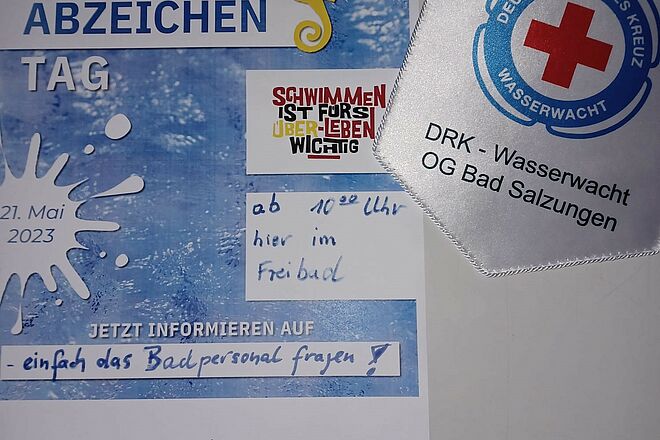 ABZEICHEN
TAG
21. Mai
2023
SCHWIMMEN
IST FÜRS
ÜBER-LEBEN
WICHTIG
ab 10⁰⁰ Uhr
hier im
Freibad
JETZT INFORMIEREN AUF
- einfach das Badpersonal fragen !
KREUZ
WASSERWACHT
DRK - Wasserwacht
OG Bad Salzungen